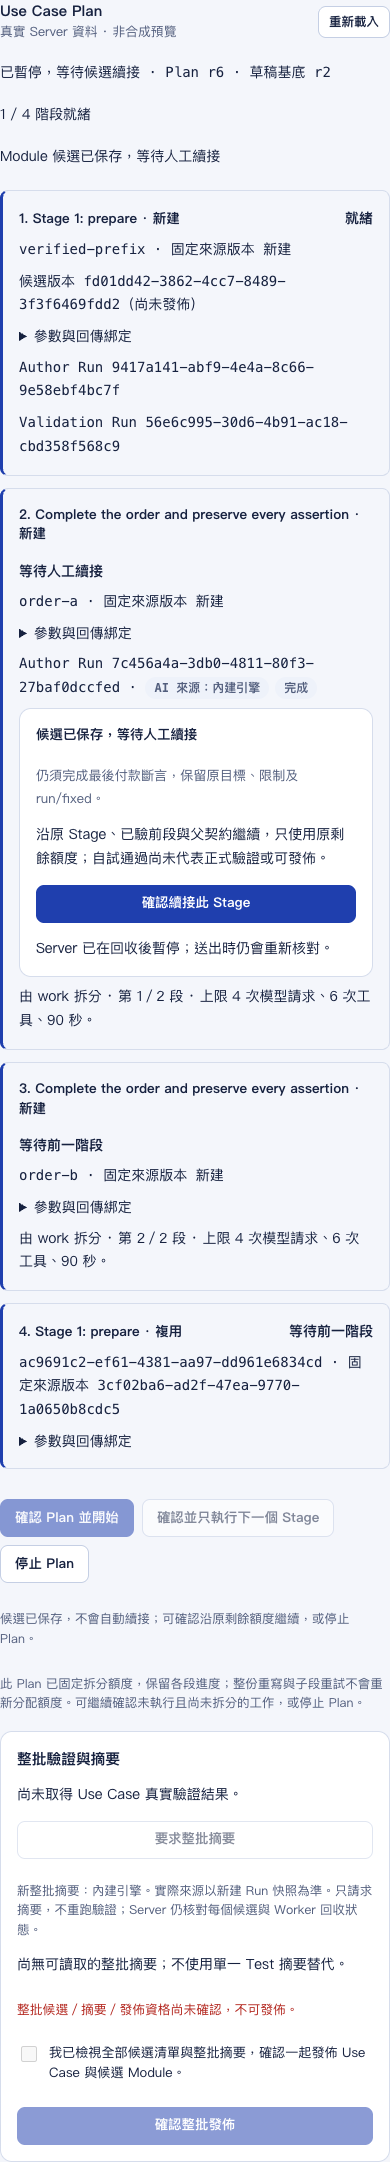 Use Case Plan
真實 Server 資料 · 非合成預覽
重新載入
已暫停，等待候選續接 · Plan r6 · 草稿基底 r2
1 / 4 階段就緒
Module 候選已保存，等待人工續接
1. Stage 1: prepare · 新建
就緒
verified-prefix · 固定來源版本 新建
候選版本 fd01dd42-3862-4cc7-8489-
3f3f6469fdd2（尚未發佈）
▶ 參數與回傳綁定
Author Run 9417a141-abf9-4e4a-8c66-
9e58ebf4bc7f
Validation Run 56e6c995-30d6-4b91-ac18-
cbd358f568c9
2. Complete the order and preserve every assertion ·
新建
等待人工續接
order-a · 固定來源版本 新建
▶ 參數與回傳綁定
Author Run 7c456a4a-3db0-4811-80f3-
27baf0dccfed · AI 來源：內建引擎 完成
候選已保存，等待人工續接
仍須完成最後付款斷言，保留原目標、限制及
run/fixed。
沿原 Stage、已驗前段與父契約繼續，只使用原剩
餘額度；自試通過尚未代表正式驗證或可發佈。
確認續接此 Stage
Server 已在回收後暫停；送出時仍會重新核對。
由 work 拆分 · 第 1 / 2 段 · 上限 4 次模型請求、6 次工
具、90 秒。
3. Complete the order and preserve every assertion ·
新建
等待前一階段
order-b · 固定來源版本 新建
▶ 參數與回傳綁定
由 work 拆分 · 第 2 / 2 段 · 上限 4 次模型請求、6 次
工具、90 秒。
4. Stage 1: prepare · 複用
等待前一階段
ac9691c2-ef61-4381-aa97-dd961e6834cd · 固
定來源版本 3cf02ba6-ad2f-47ea-9770-
1a0650b8cdc5
▶ 參數與回傳綁定
確認 Plan 並開始
確認並只執行下一個 Stage
停止 Plan
候選已保存，不會自動續接；可確認沿原剩餘額度繼續，或停止
Plan。
此 Plan 已固定拆分額度，保留各段進度；整份重寫與子段重試不會重
新分配額度。可繼續確認未執行且尚未拆分的工作，或停止 Plan。
整批驗證與摘要
尚未取得 Use Case 真實驗證結果。
要求整批摘要
新整批摘要：內建引擎。實際來源以新建 Run 快照為準。只請求
摘要，不重跑驗證；Server 仍核對每個候選與 Worker 回收狀
態。
尚無可讀取的整批摘要；不使用單一 Test 摘要替代。
整批候選 / 摘要 / 發佈資格尚未確認，不可發佈。
我已檢視全部候選清單與整批摘要，確認一起發佈 Use
Case 與候選 Module。
確認整批發佈